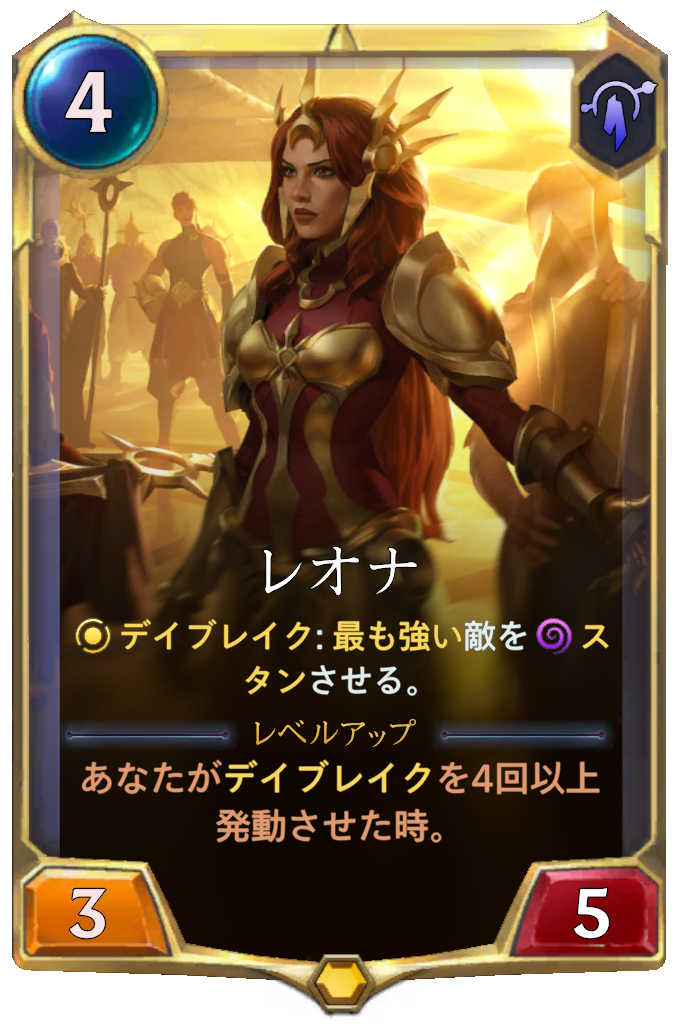 4
レオナ
デイブレイク: 最も強い敵を ス
タンさせる。
レベルアップ
あなたがデイブレイクを4回以上
発動させた時。
3
5